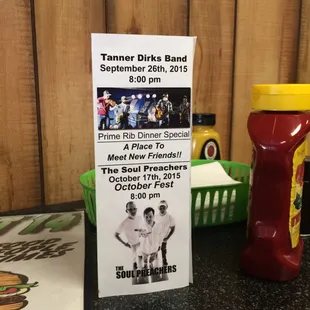 Tanner Dirks Band
September 26th, 2015
8:00 pm
Prime Rib Dinner Special
A Place To
Meet New Friends!!
The Soul Preachers
October 17th, 2015
October Fest
8:00 pm
THE SOUL PREACHERS